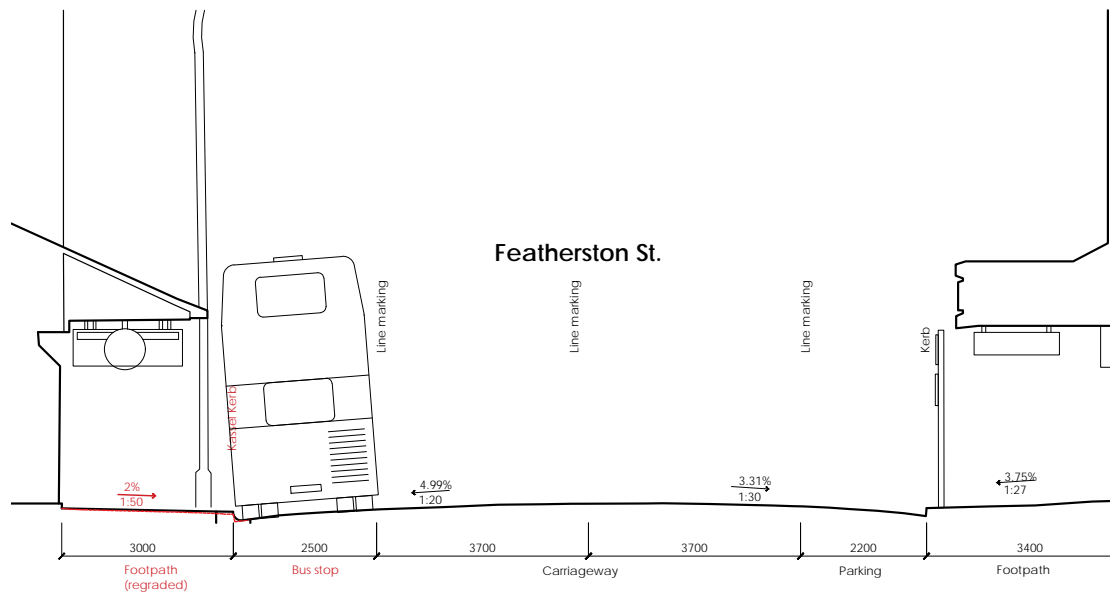 Featherston St.
Line marking
Line marking
Line marking
Kerb
Kassel Kerb
2%
1:50
4.99%
1:20
3.31%
1:30
3.75%
1:27
3000
2500
3700
3700
2200
3400
Footpath
(regraded)
Bus stop
Carriageway
Parking
Footpath